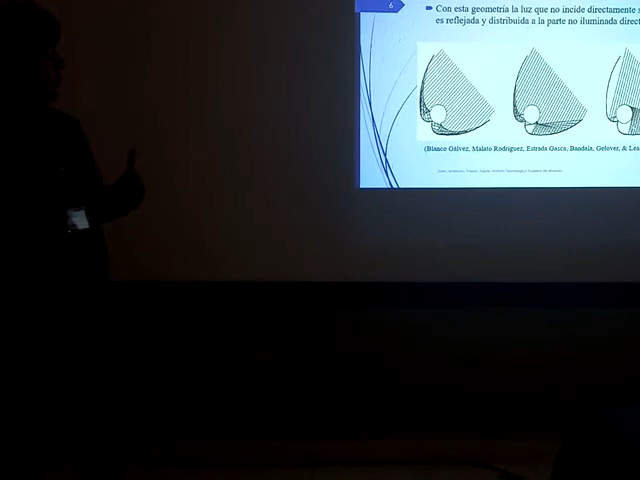 6
Con esta geometría la luz que no incide directamente s
es reflejada y distribuida a la parte no iluminada direct
(Blanco Gálvez, Malato Rodríguez, Estrada Gasca, Bandala, Gelover, & Lea